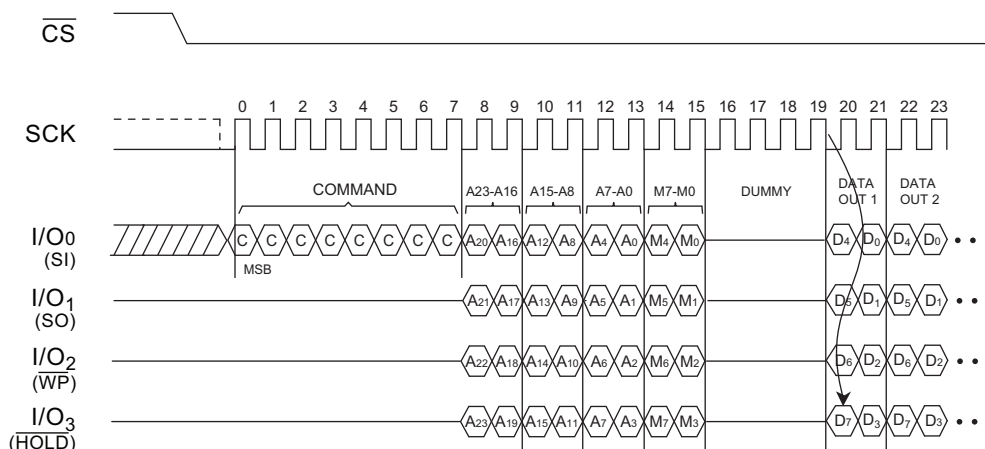 CS
0 1 2 3 4 5 6 7 8 9 10 11 12 13 14 15 16 17 18 19 20 21 22 23
SCK
COMMAND A23-A16 A15-A8 A7-A0 M7-M0 DUMMY DATA OUT 1 DATA OUT 2
I/O0 (SI) C C C C C C C C A20 A16 A12 A8 A4 A0 M4 M0 D4 D0 D4 D0 • •
MSB
I/O1 (SO) A21 A17 A13 A9 A5 A1 M5 M1 D5 D1 D5 D1 • •
I/O2 (WP) A22 A18 A14 A10 A6 A2 M6 M2 D6 D2 D6 D2 • •
I/O3 (HOLD) A23 A19 A15 A11 A7 A3 M7 M3 D7 D3 D7 D3 • •